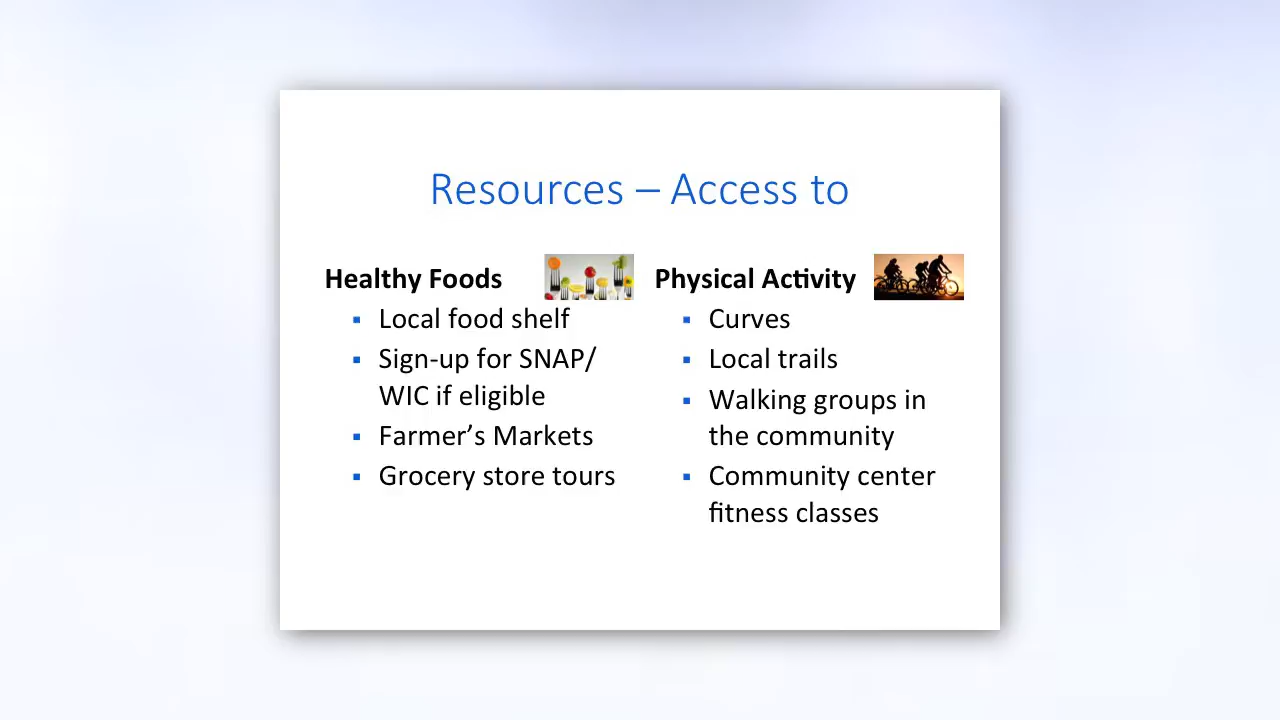 Resources – Access to
Healthy Foods
Local food shelf
Sign-up for SNAP/
WIC if eligible
Farmer’s Markets
Grocery store tours
Physical Activity
Curves
Local trails
Walking groups in
the community
Community center
fitness classes